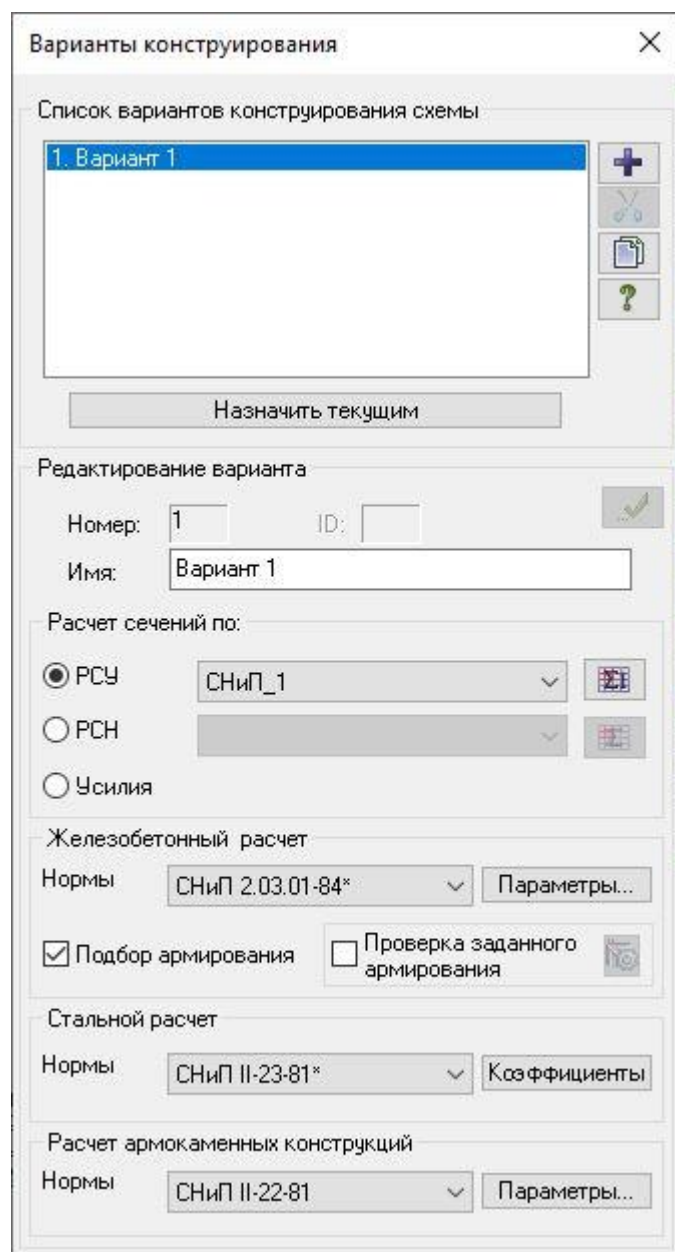 Варианты конструирования
Список вариантов конструирования схемы
1. Вариант 1
Назначить текущим
Редактирование варианта
Номер: 1 ID:
Имя: Вариант 1
Расчет сечений по:
РСУ СНиП_1
РСН
Усилия
Железобетонный расчет
Нормы СНиП 2.03.01-84* Параметры...
Подбор армирования
Проверка заданного
армирования
Стальной расчет
Нормы СНиП II-23-81* Коэффициенты
Расчет армокаменных конструкций
Нормы СНиП II-22-81 Параметры...